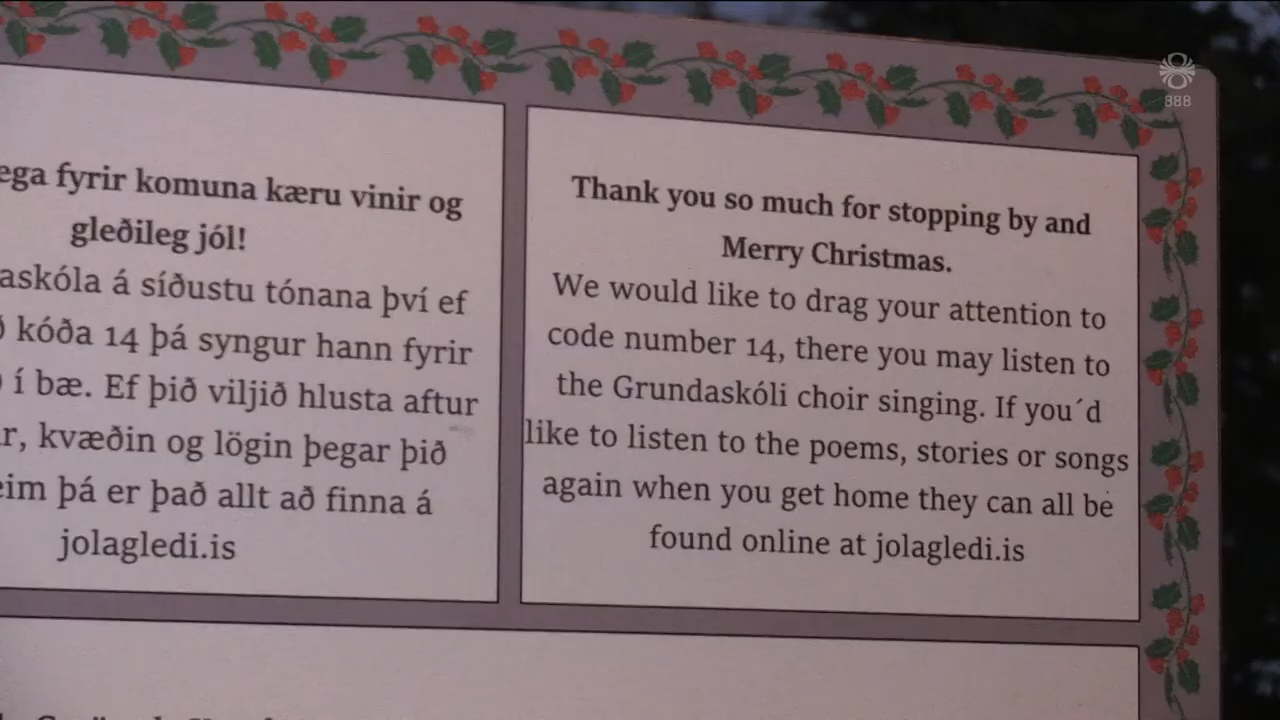 fyrir komuna kæru vinir og
gleðileg jól!
á síðustu tónana því ef
kóða 14 þá syngur hann fyrir
í bæ. Ef þið viljið hlusta aftur
kvæðin og lögin þegar þið
þá er það allt að finna á
jolagledi.is
Thank you so much for stopping by and
Merry Christmas.
We would like to drag your attention to
code number 14, there you may listen to
the Grundaskóli choir singing. If you´d
like to listen to the poems, stories or songs
again when you get home they can all be
found online at jolagledi.is
888